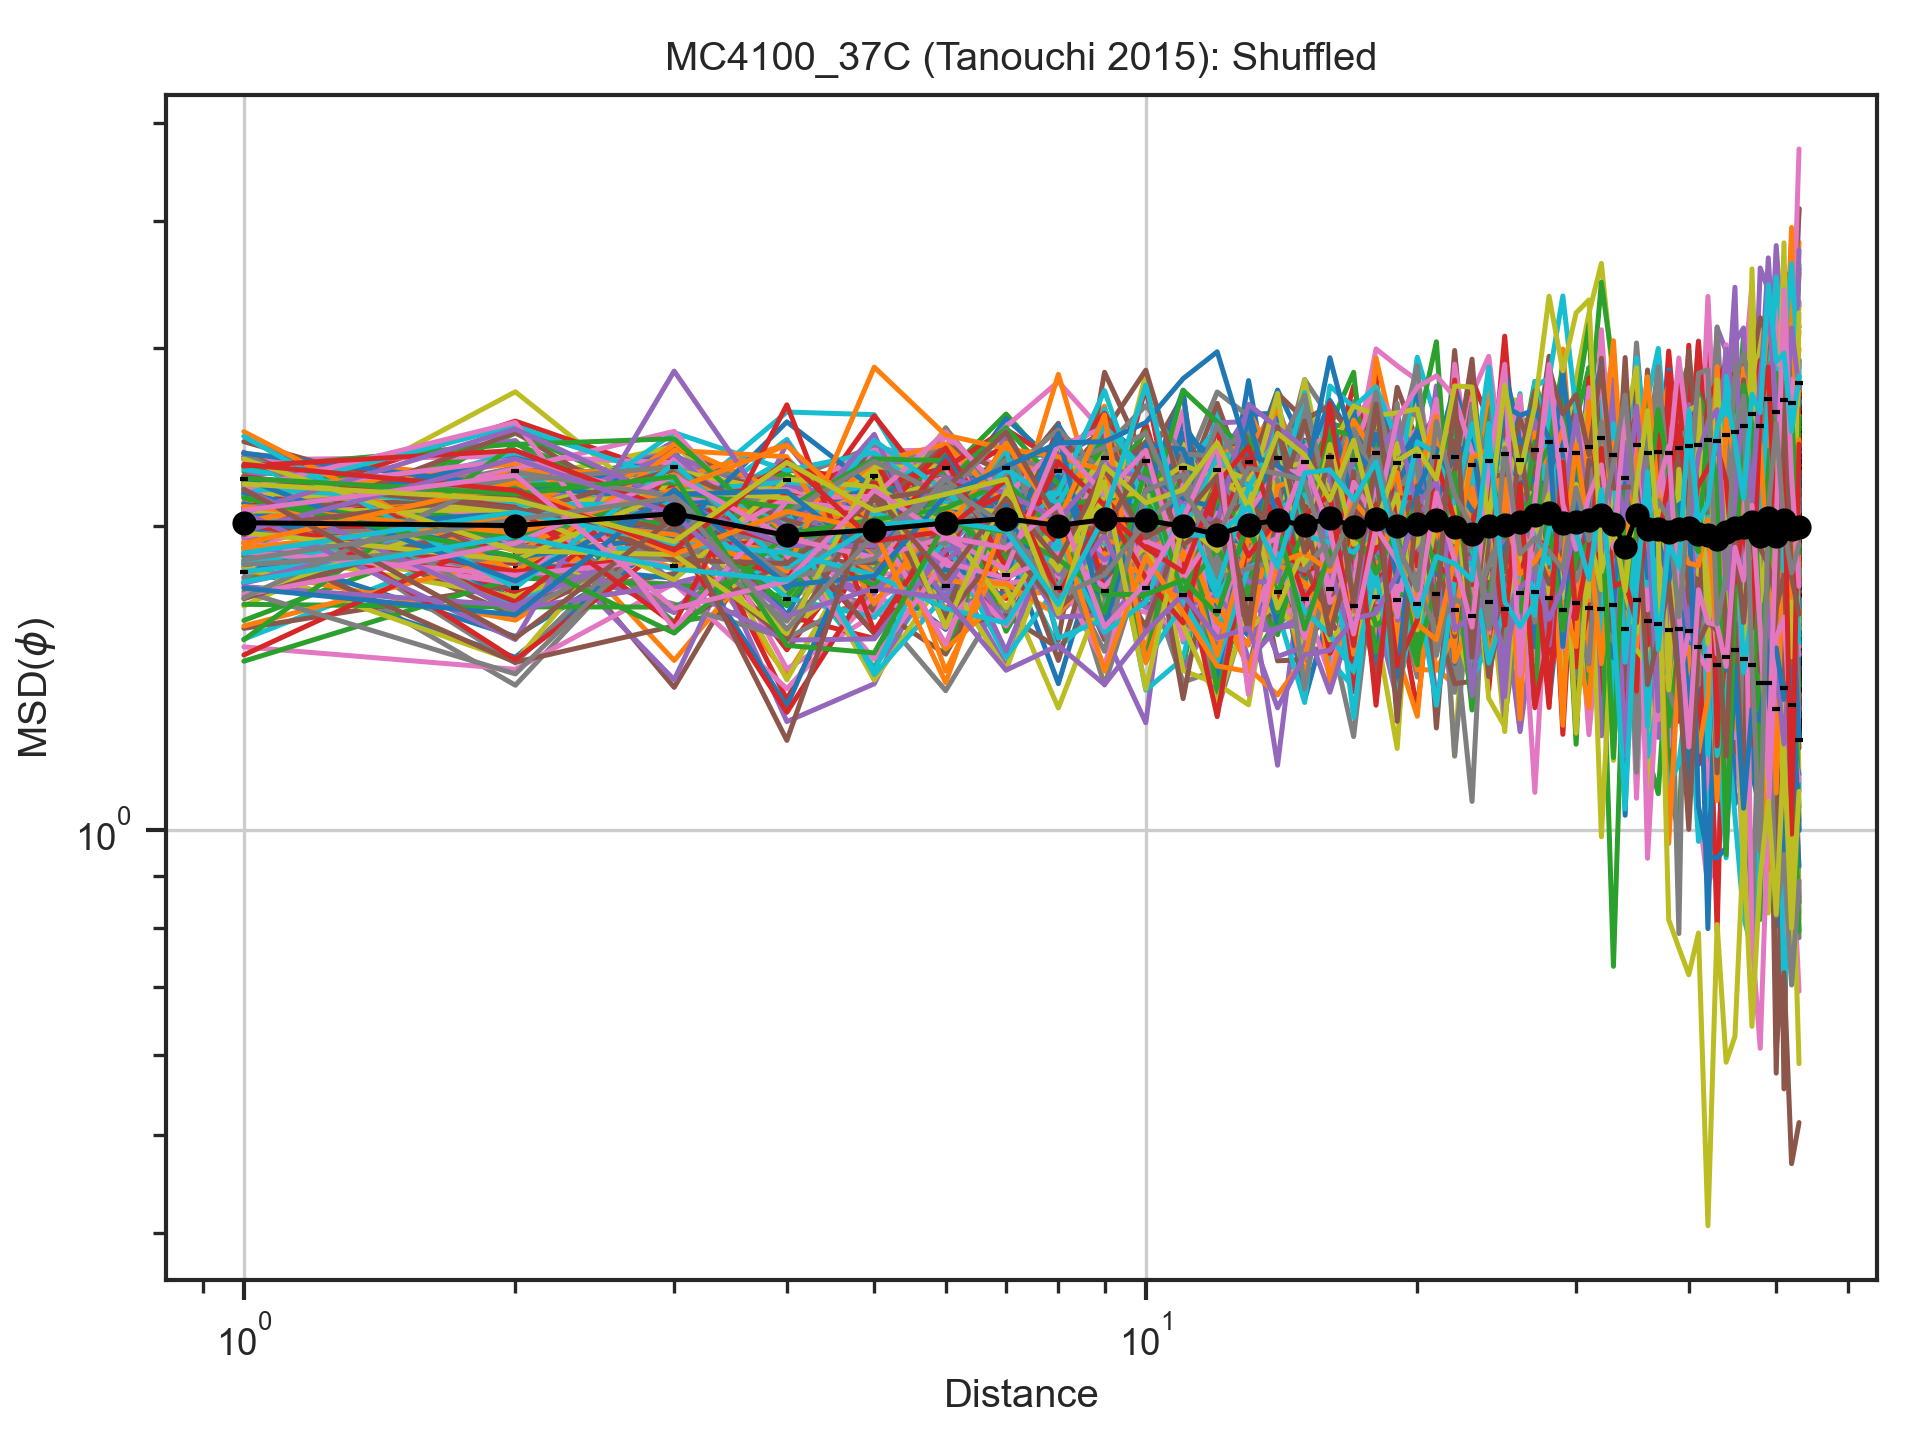 MC4100_37C (Tanouchi 2015): Shuffled
MSD(ϕ)
10⁰
10⁰
10¹
Distance